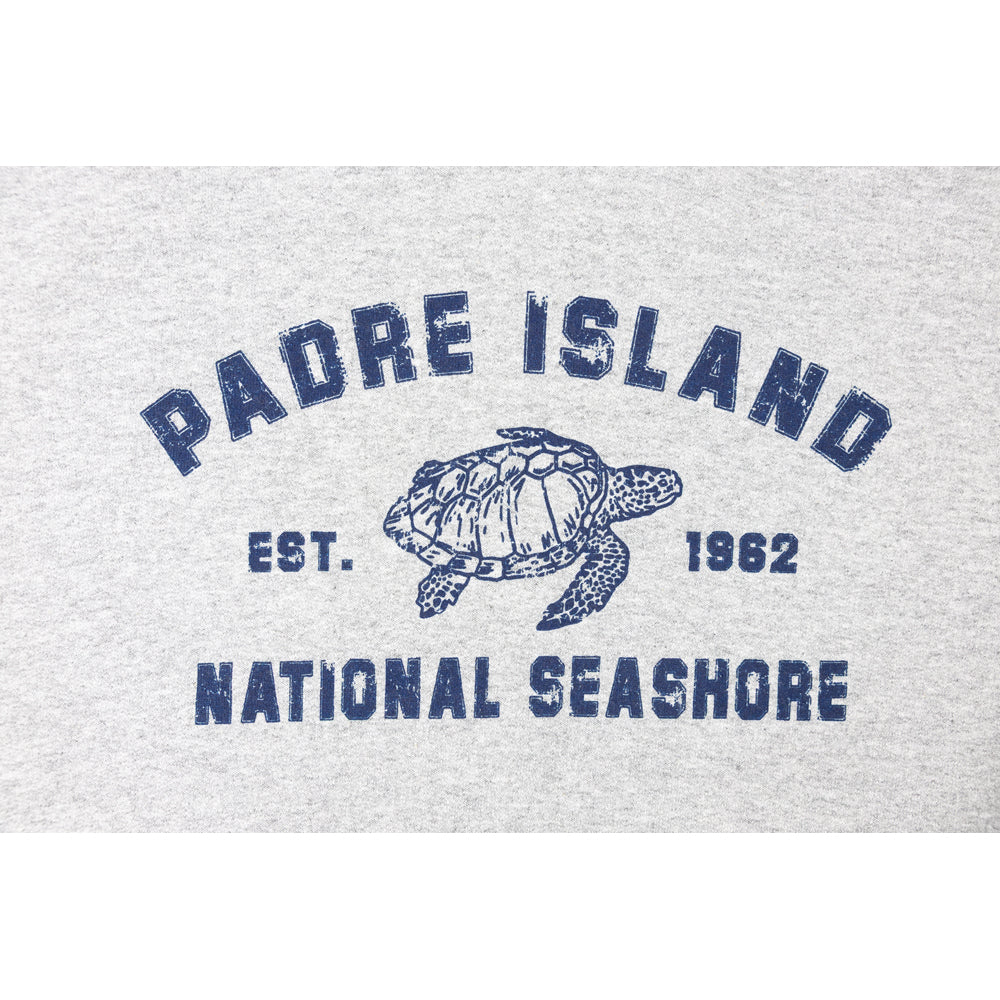 PADRE ISLAND
EST. 1962
NATIONAL SEASHORE